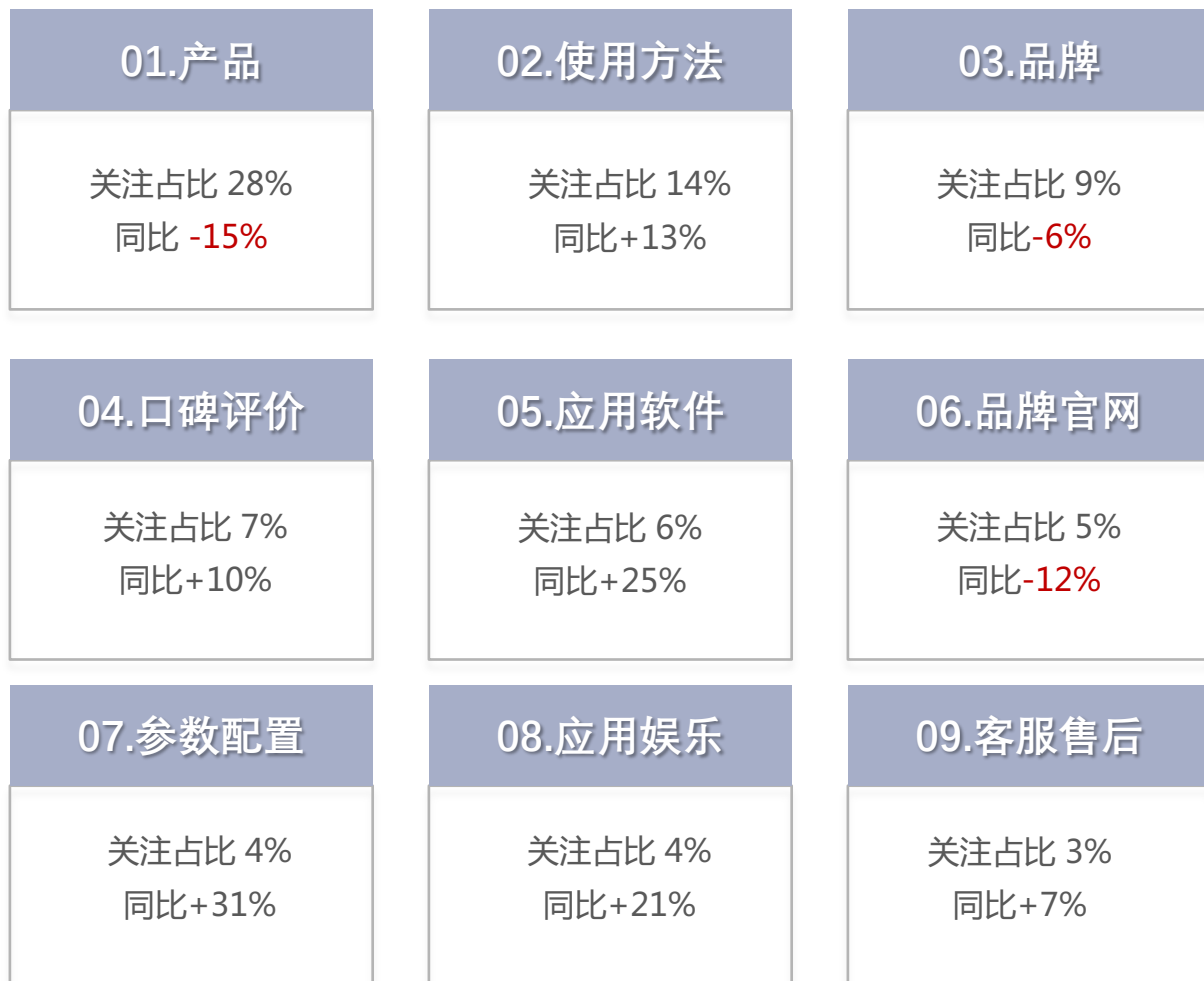 01.产品
02.使用方法
03.品牌
关注占比 28%
同比 -15%
关注占比 14%
同比+13%
关注占比 9%
同比-6%
04.口碑评价
05.应用软件
06.品牌官网
关注占比 7%
同比+10%
关注占比 6%
同比+25%
关注占比 5%
同比-12%
07.参数配置
08.应用娱乐
09.客服售后
关注占比 4%
同比+31%
关注占比 4%
同比+21%
关注占比 3%
同比+7%